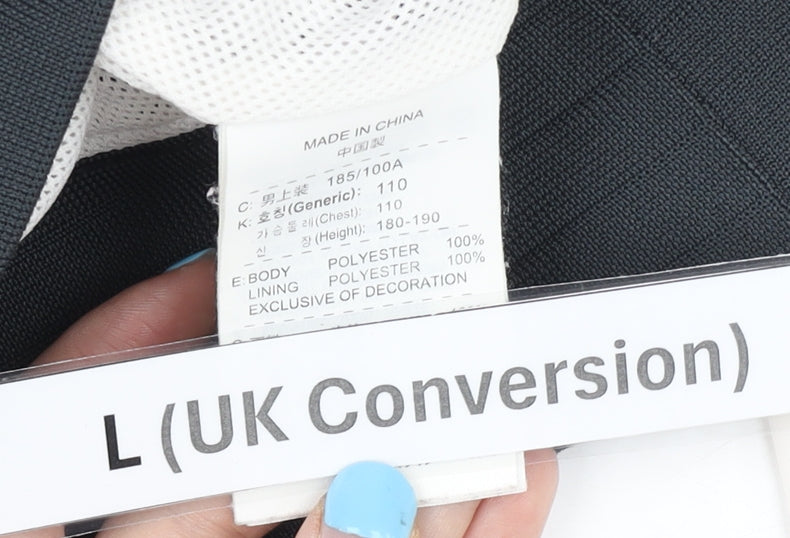 MADE IN CHINA
中国製
C: 男上装 185/100A
K: 호칭(Generic): 110
가슴둘레(Chest): 110
신장(Height): 180-190
E: BODY POLYESTER 100%
LINING POLYESTER 100%
EXCLUSIVE OF DECORATION
L (UK Conversion)